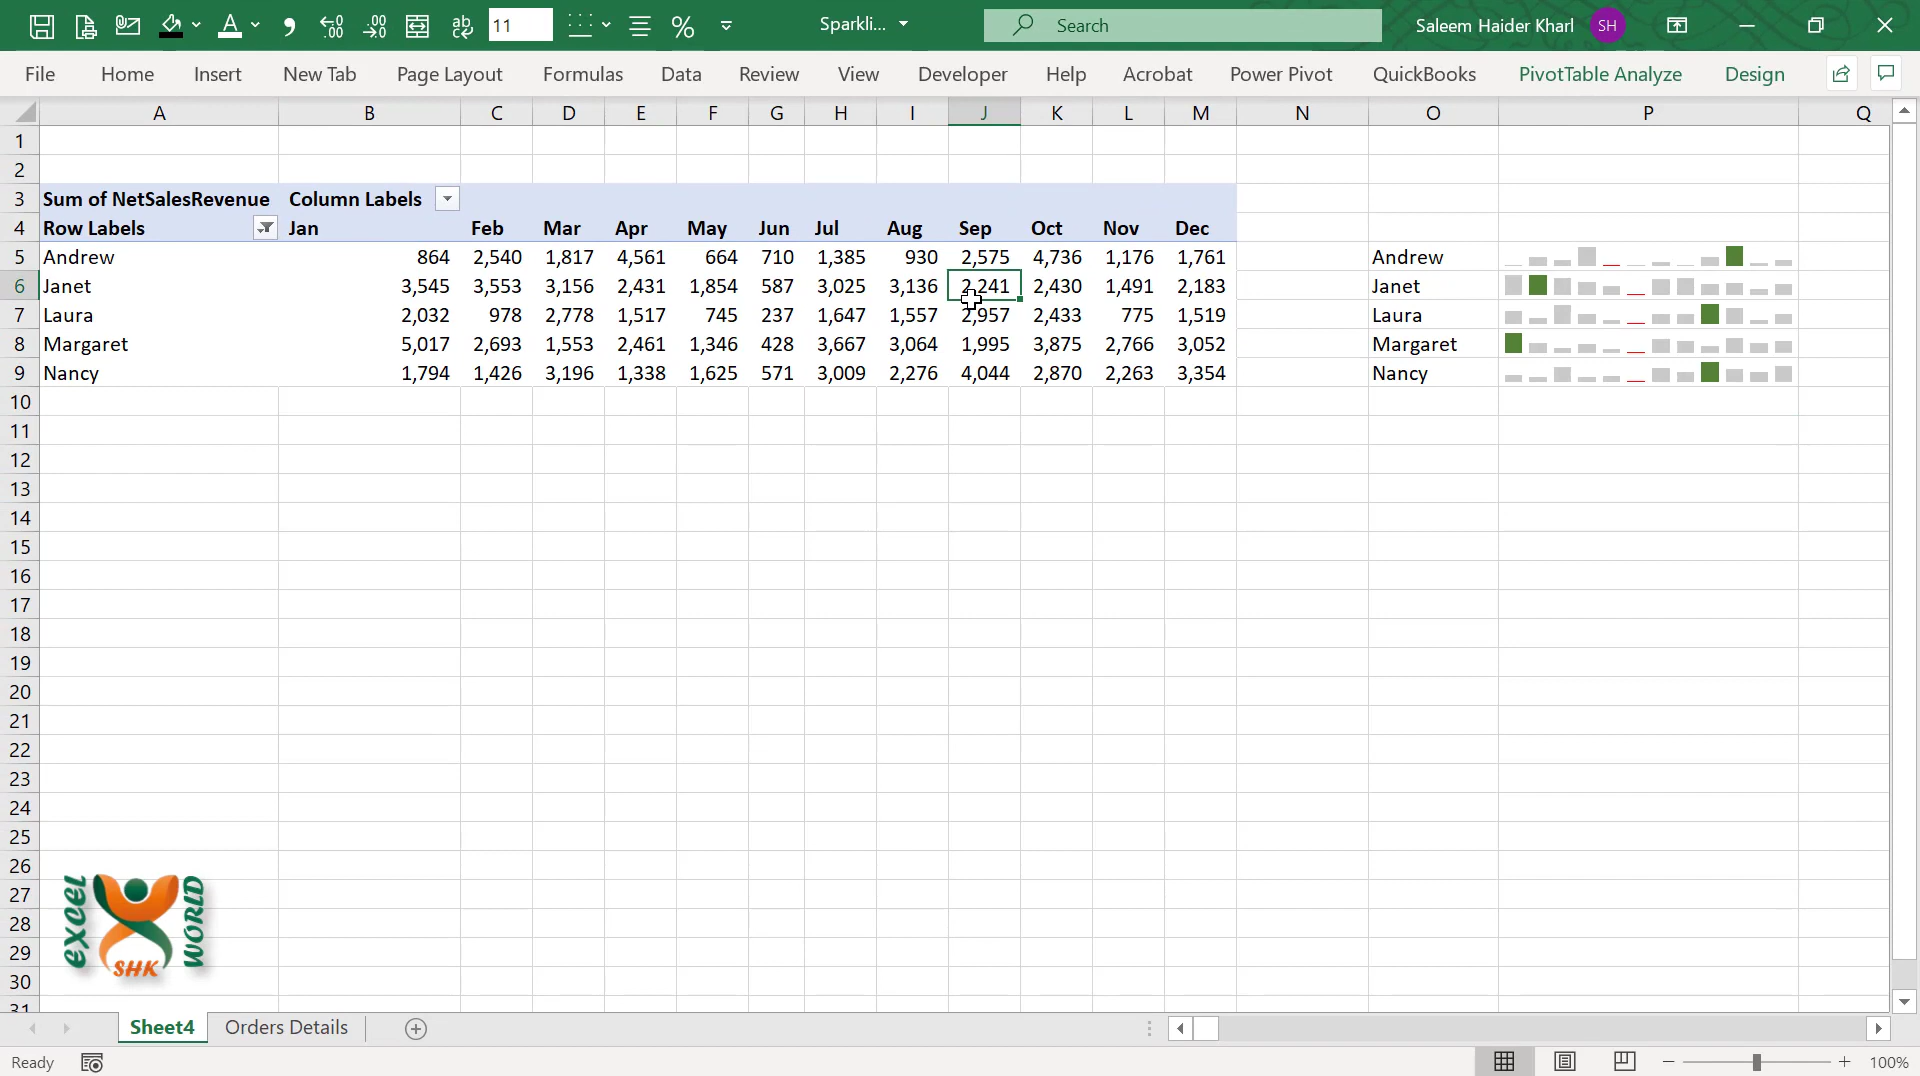 11 Sparkli... Search Saleem Haider Kharl SH
File Home Insert New Tab Page Layout Formulas Data Review View Developer Help Acrobat Power Pivot QuickBooks PivotTable Analyze Design
A B C D E F G H I J K L M N O P Q
1
2
3 Sum of NetSalesRevenue Column Labels
4 Row Labels Jan Feb Mar Apr May Jun Jul Aug Sep Oct Nov Dec
5 Andrew 864 2,540 1,817 4,561 664 710 1,385 930 2,575 4,736 1,176 1,761 Andrew
6 Janet 3,545 3,553 3,156 2,431 1,854 587 3,025 3,136 2,241 2,430 1,491 2,183 Janet
7 Laura 2,032 978 2,778 1,517 745 237 1,647 1,557 2,957 2,433 775 1,519 Laura
8 Margaret 5,017 2,693 1,553 2,461 1,346 428 3,667 3,064 1,995 3,875 2,766 3,052 Margaret
9 Nancy 1,794 1,426 3,196 1,338 1,625 571 3,009 2,276 4,044 2,870 2,263 3,354 Nancy
10
11
12
13
14
15
16
17
18
19
20
21
22
23
24
25
26
27
28
29
30
31
EXCEL
WORLD
SHK
Sheet4 Orders Details
Ready 100%